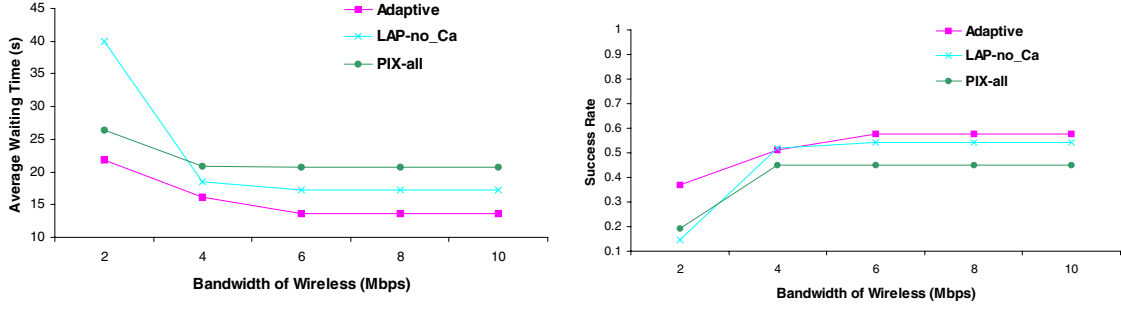 45
40
35
30
25
20
15
10
Average Waiting Time (s)
Adaptive
LAP-no_Ca
PIX-all
2 4 6 8 10
Bandwidth of Wireless (Mbps)
1
0.9
0.8
0.7
0.6
0.5
0.4
0.3
0.2
0.1
Success Rate
Adaptive
LAP-no_Ca
PIX-all
2 4 6 8 10
Bandwidth of Wireless (Mbps)